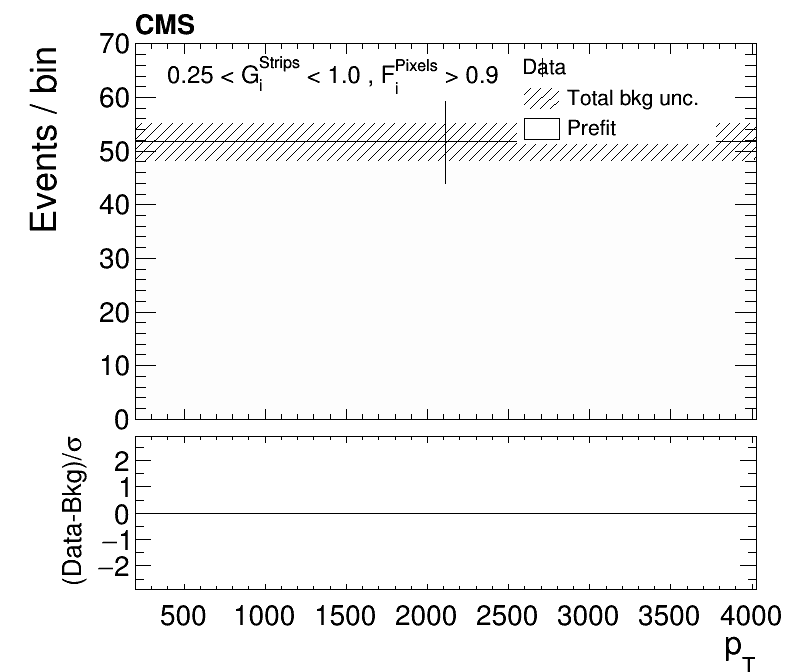 CMS
70
60
50
40
30
20
10
0
Events / bin
0.25 < G_i^Strips < 1.0 , F_i^Pixels > 0.9
Data
Total bkg unc.
Prefit
2
1
0
−1
−2
(Data-Bkg)/σ
500 1000 1500 2000 2500 3000 3500 4000
p_T